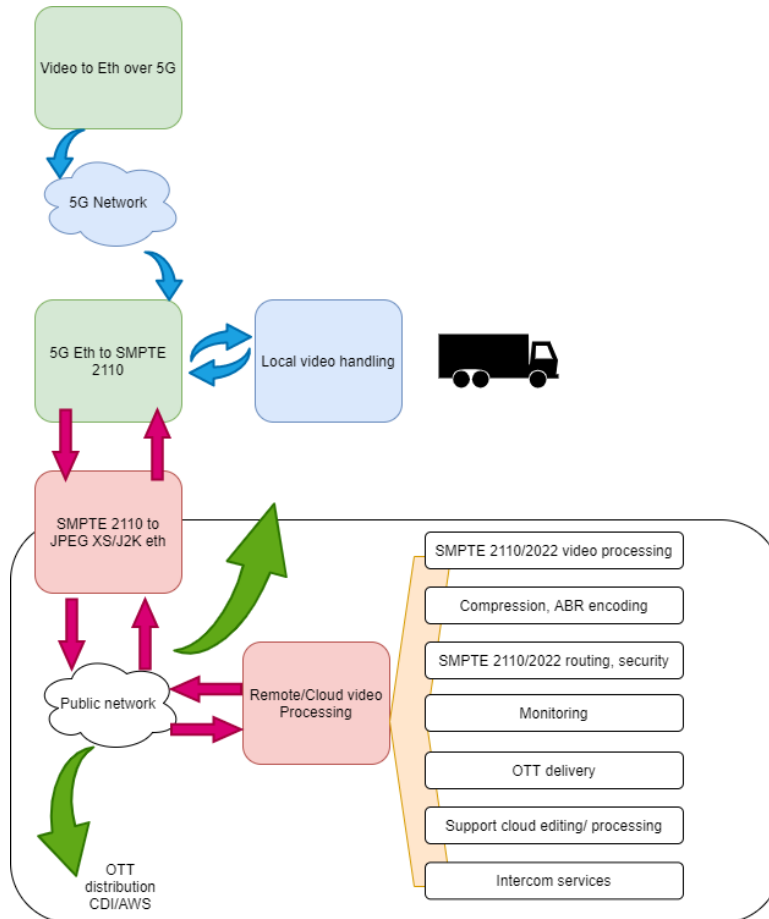 Video to Eth over 5G
5G Network
5G Eth to SMPTE
2110
Local video handling
SMPTE 2110 to
JPEG XS/J2K eth
SMPTE 2110/2022 video processing
Compression, ABR encoding
SMPTE 2110/2022 routing, security
Public network
Remote/Cloud video
Processing
Monitoring
OTT delivery
Support cloud editing/ processing
Intercom services
OTT
distribution
CDI/AWS